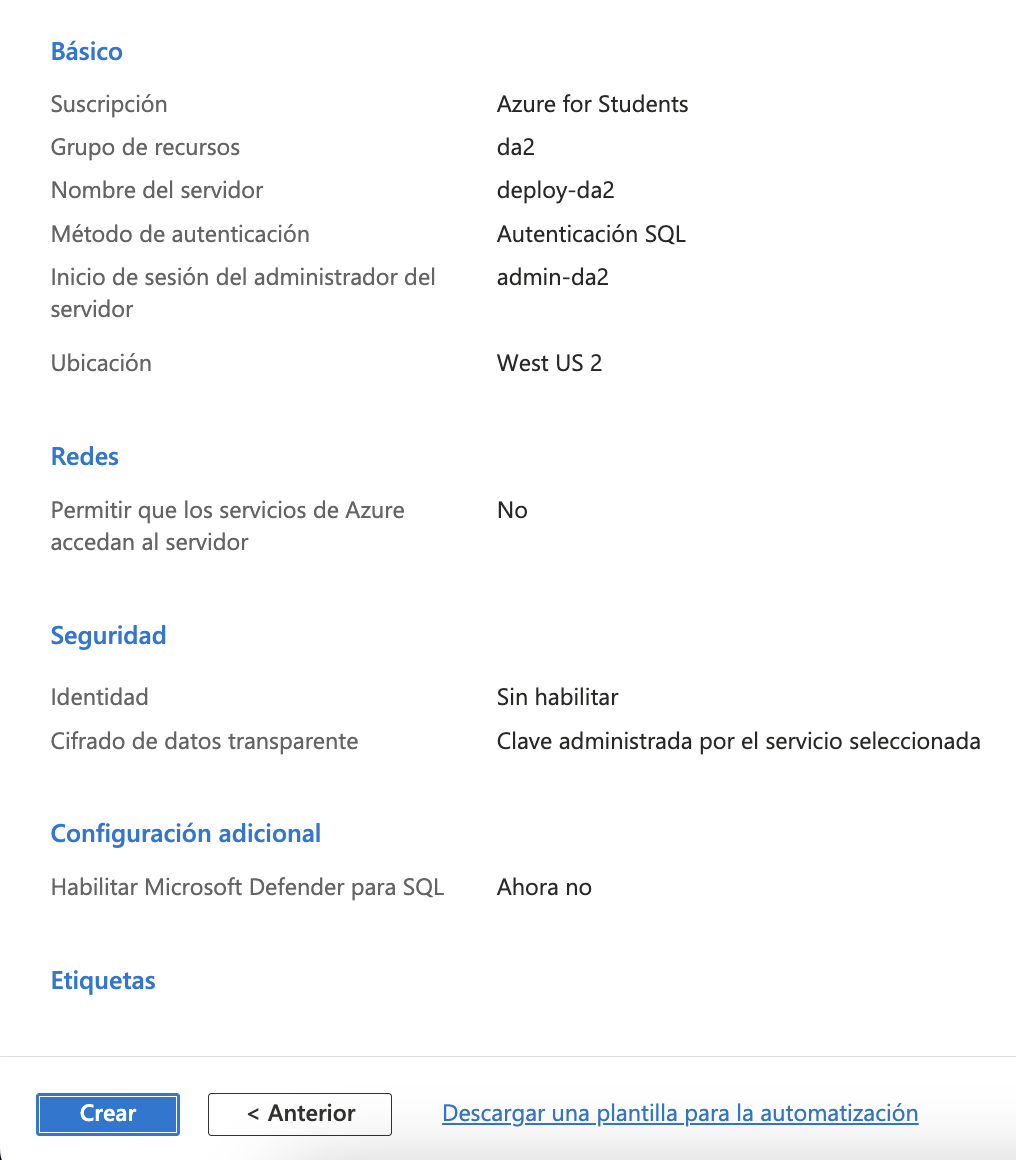 Básico
Suscripción Azure for Students
Grupo de recursos da2
Nombre del servidor deploy-da2
Método de autenticación Autenticación SQL
Inicio de sesión del administrador del admin-da2
servidor
Ubicación West US 2
Redes
Permitir que los servicios de Azure No
accedan al servidor
Seguridad
Identidad Sin habilitar
Cifrado de datos transparente Clave administrada por el servicio seleccionada
Configuración adicional
Habilitar Microsoft Defender para SQL Ahora no
Etiquetas
Crear < Anterior Descargar una plantilla para la automatización